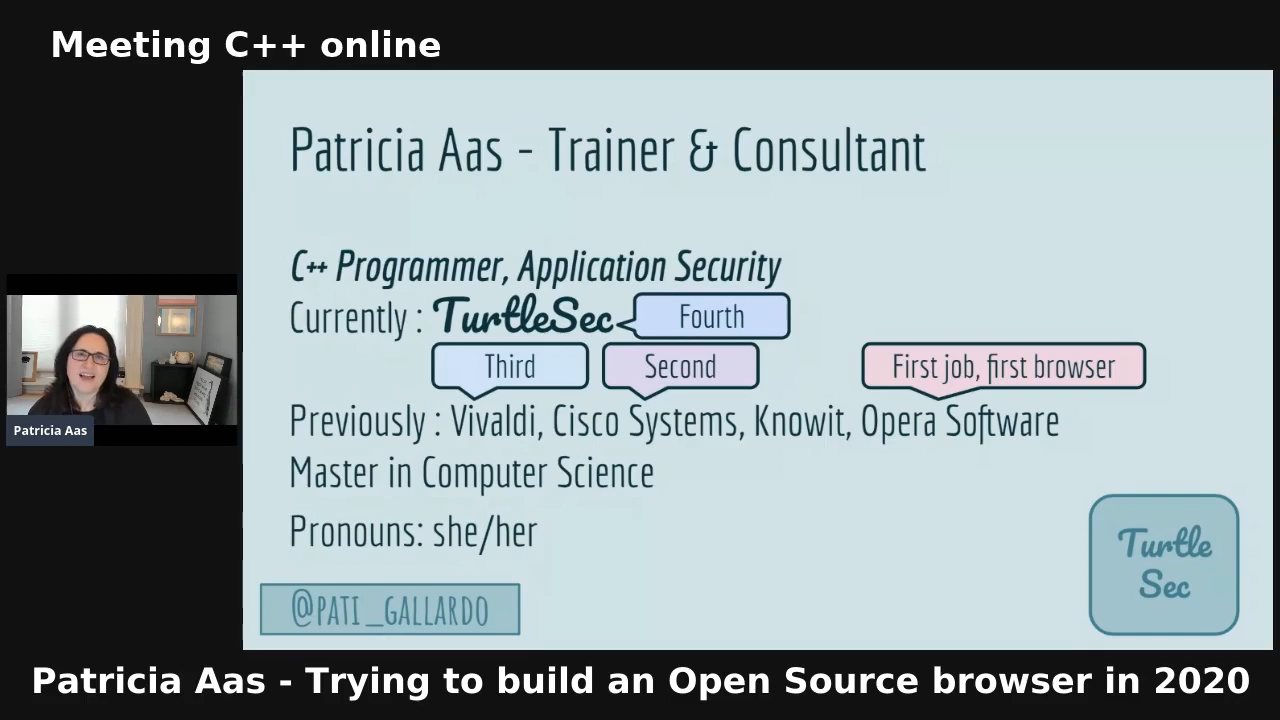 Meeting C++ online
Patricia Aas - Trainer & Consultant
C++ Programmer, Application Security
Currently : TurtleSec
Fourth
Third
Second
First job, first browser
Previously : Vivaldi, Cisco Systems, Knowit, Opera Software
Master in Computer Science
Pronouns: she/her
Turtle
Sec
@PATI_GALLARDO
Patricia Aas
Patricia Aas - Trying to build an Open Source browser in 2020